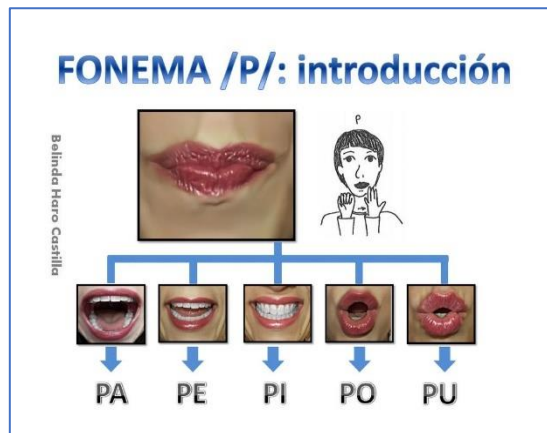 FONEMA /P/: introducción
P
Belinda Haro Castilla
PA PE PI PO PU